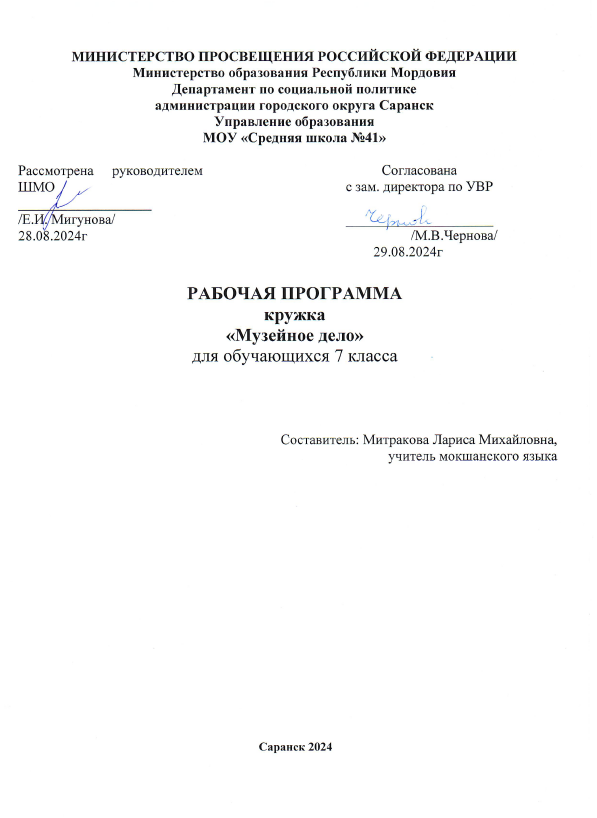 МИНИСТЕРСТВО ПРОСВЕЩЕНИЯ РОССИЙСКОЙ ФЕДЕРАЦИИ
Министерство образования Республики Мордовия
Департамент по социальной политике
администрации городского округа Саранск
Управление образования
МОУ «Средняя школа №41»
Рассмотрена руководителем
ШМО
/Е.И. Мигунова/
28.08.2024г
Согласована
с зам. директора по УВР
Чернов
/М.В.Чернова/
29.08.2024г
РАБОЧАЯ ПРОГРАММА
кружка
«Музейное дело»
для обучающихся 7 класса
Составитель: Митракова Лариса Михайловна,
учитель мокшанского языка
Саранск 2024